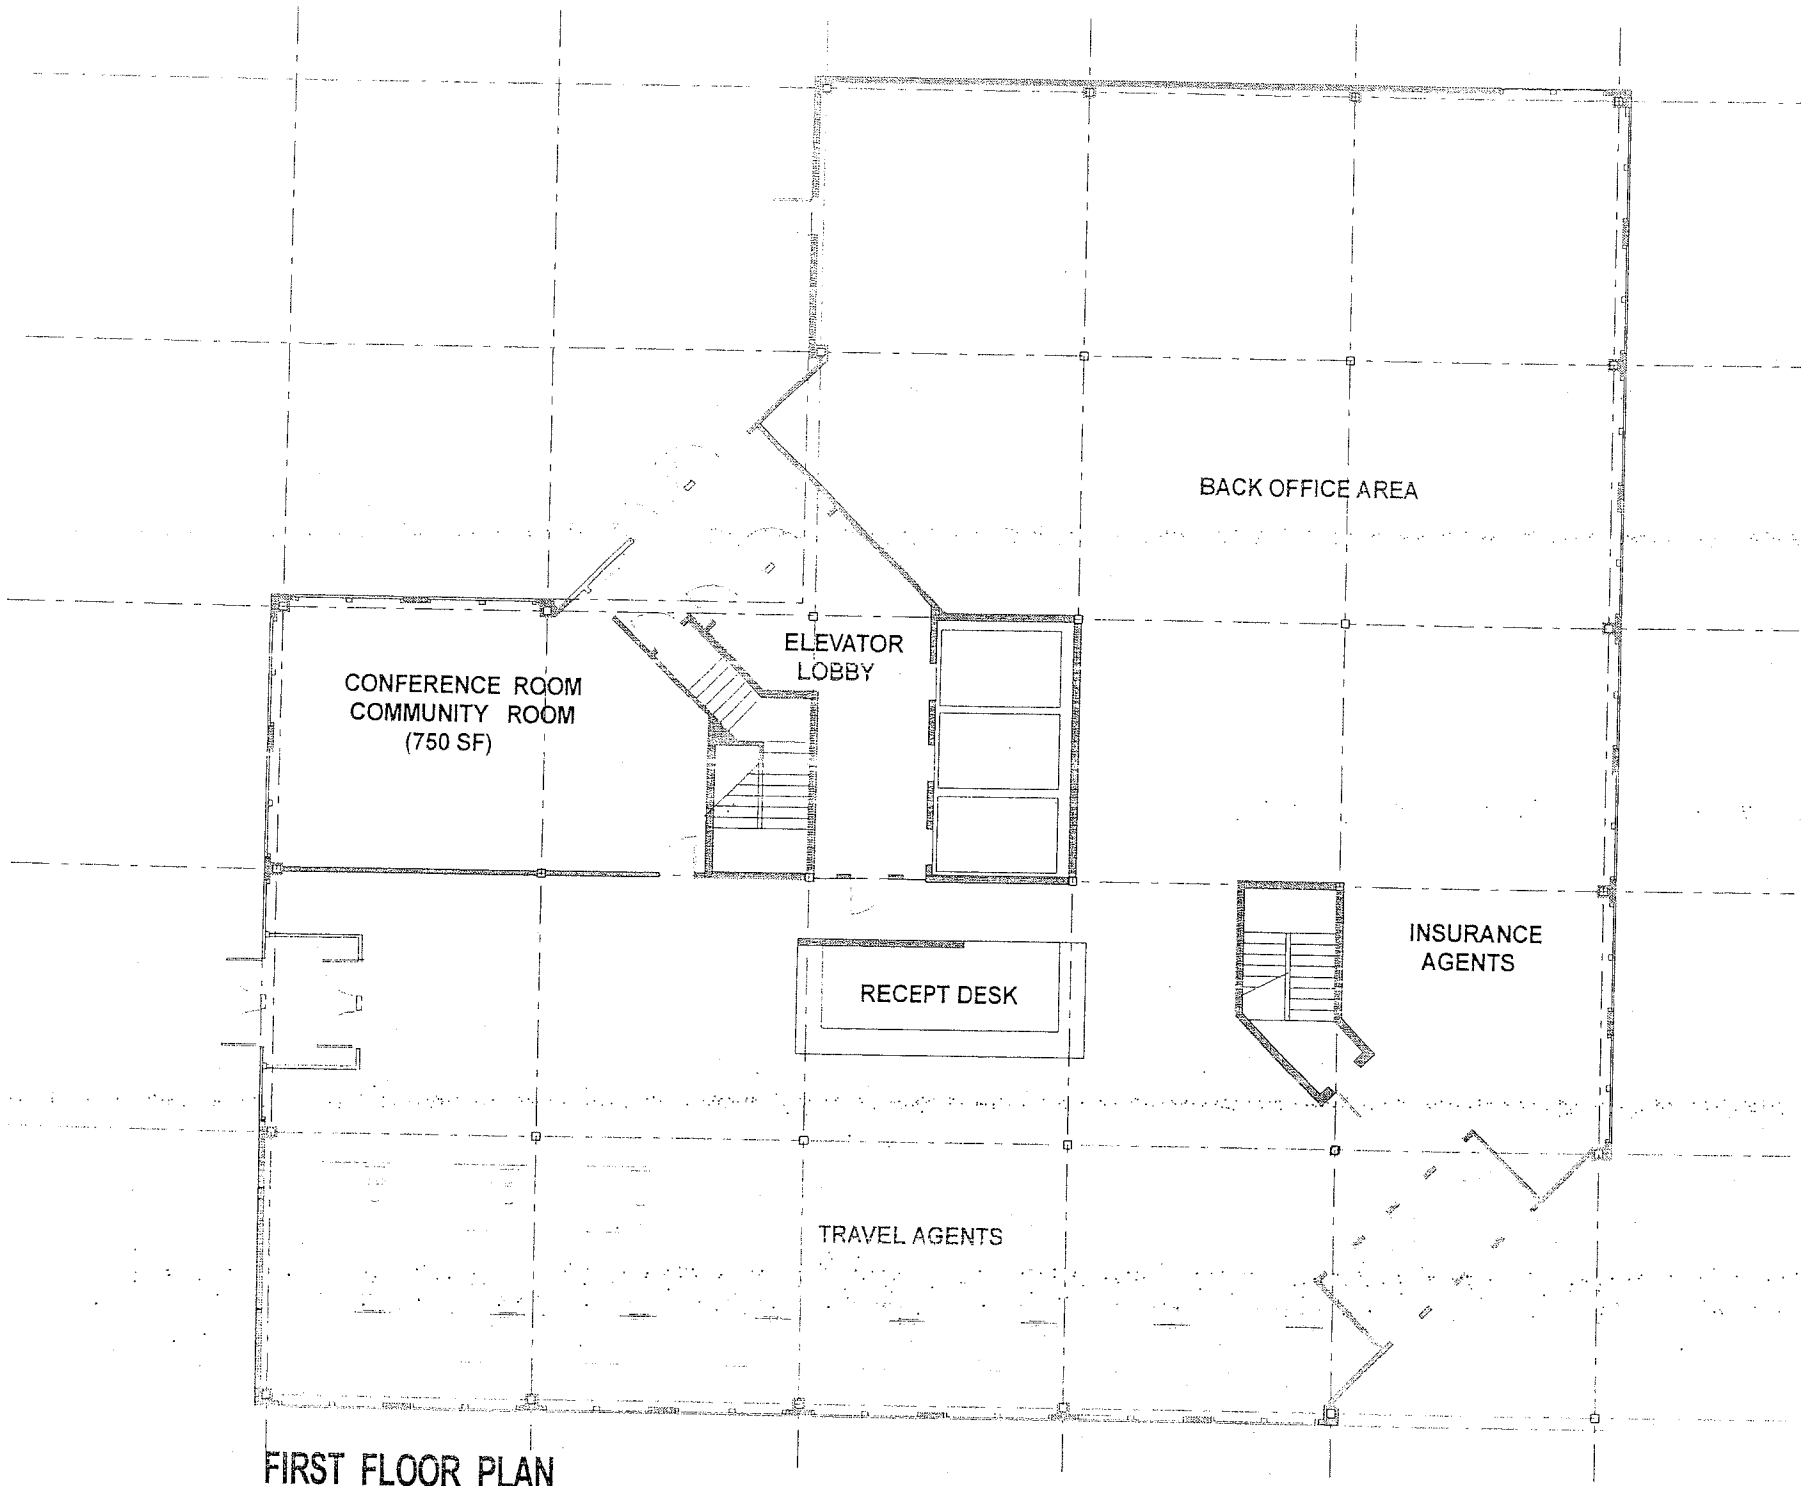 BACK OFFICE AREA
ELEVATOR
LOBBY
CONFERENCE ROOM
COMMUNITY ROOM
(750 SF)
INSURANCE
AGENTS
RECEPT DESK
TRAVEL AGENTS
FIRST FLOOR PLAN